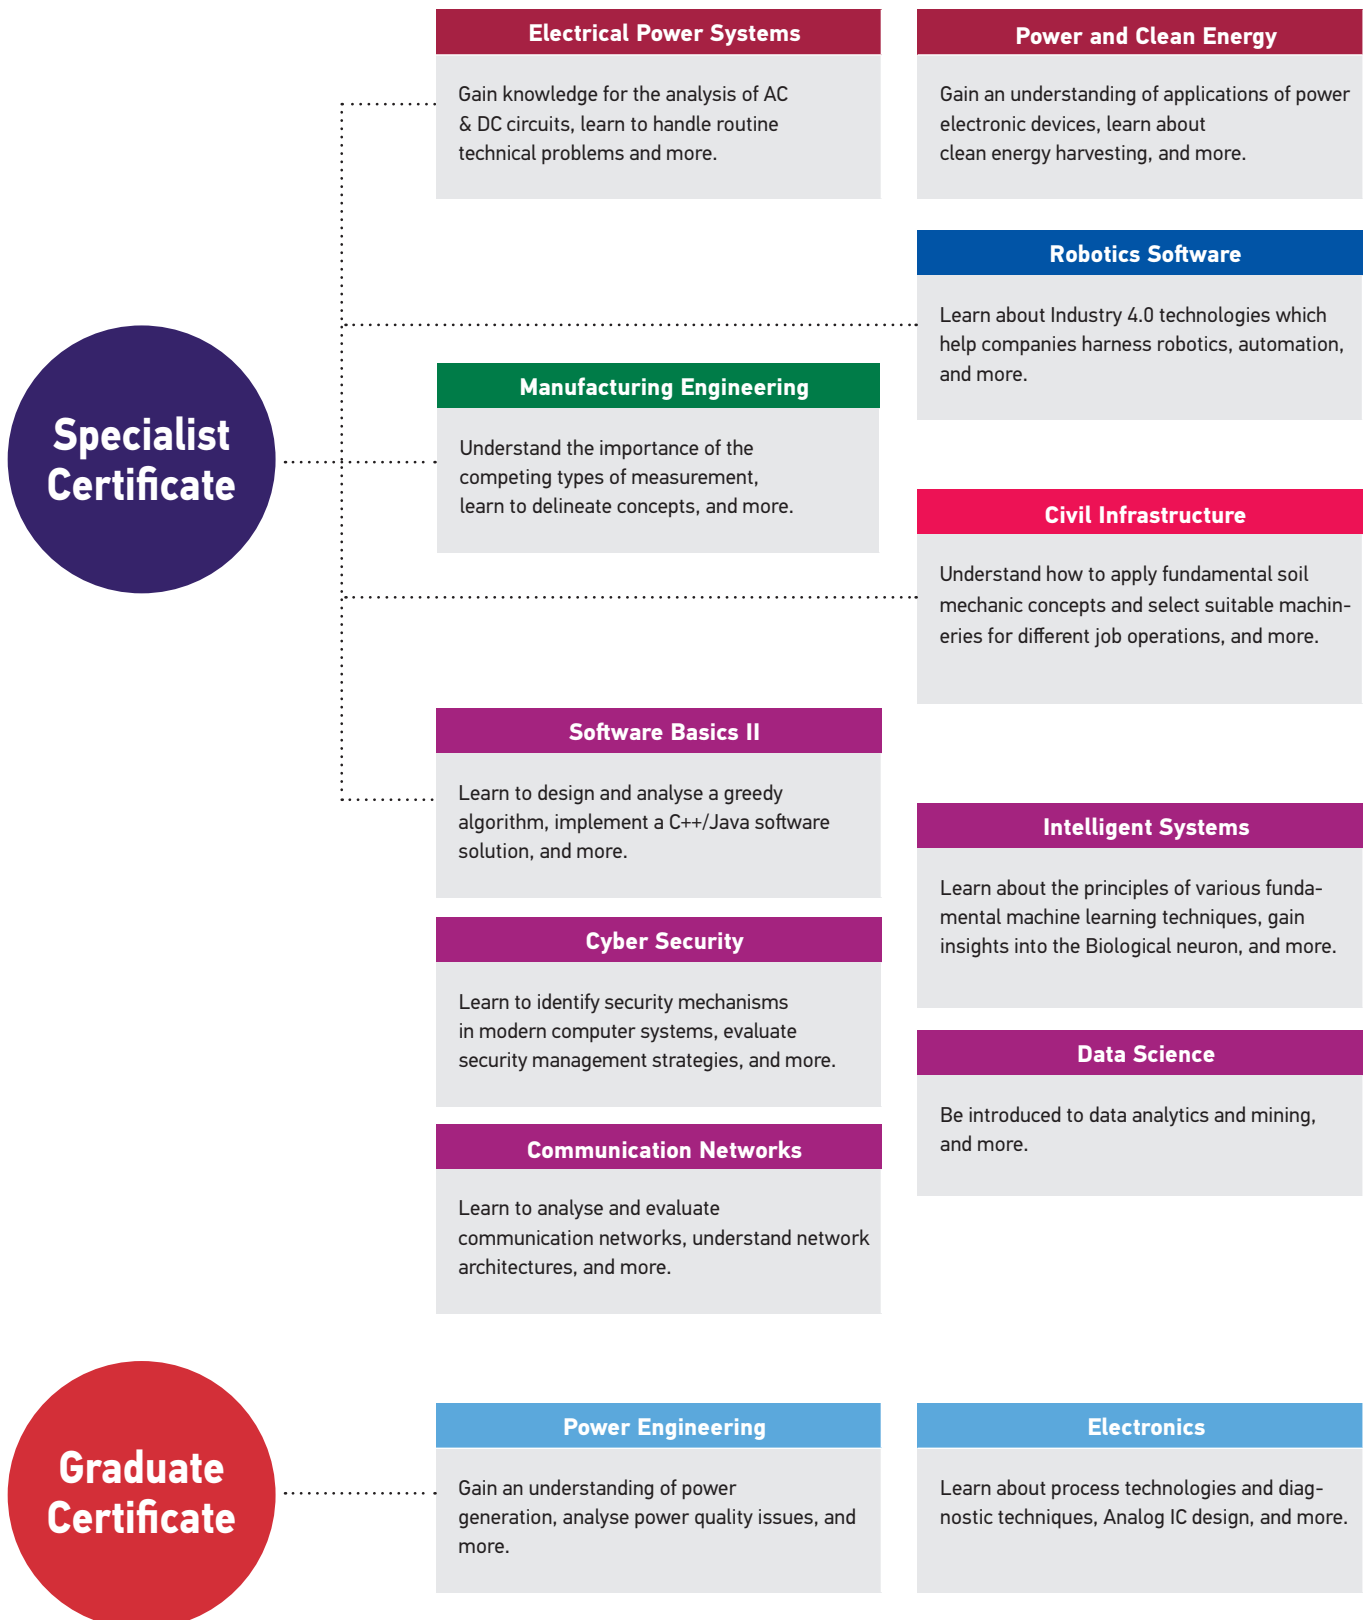 Specialist
Certificate
Electrical Power Systems
Gain knowledge for the analysis of AC
& DC circuits, learn to handle routine
technical problems and more.
Power and Clean Energy
Gain an understanding of applications of power
electronic devices, learn about
clean energy harvesting, and more.
Robotics Software
Learn about Industry 4.0 technologies which
help companies harness robotics, automation,
and more.
Manufacturing Engineering
Understand the importance of the
competing types of measurement,
learn to delineate concepts, and more.
Civil Infrastructure
Understand how to apply fundamental soil
mechanic concepts and select suitable machin-
eries for different job operations, and more.
Software Basics II
Learn to design and analyse a greedy
algorithm, implement a C++/Java software
solution, and more.
Intelligent Systems
Learn about the principles of various funda-
mental machine learning techniques, gain
insights into the Biological neuron, and more.
Cyber Security
Learn to identify security mechanisms
in modern computer systems, evaluate
security management strategies, and more.
Data Science
Be introduced to data analytics and mining,
and more.
Communication Networks
Learn to analyse and evaluate
communication networks, understand network
architectures, and more.
Graduate
Certificate
Power Engineering
Gain an understanding of power
generation, analyse power quality issues, and
more.
Electronics
Learn about process technologies and diag-
nostic techniques, Analog IC design, and more.